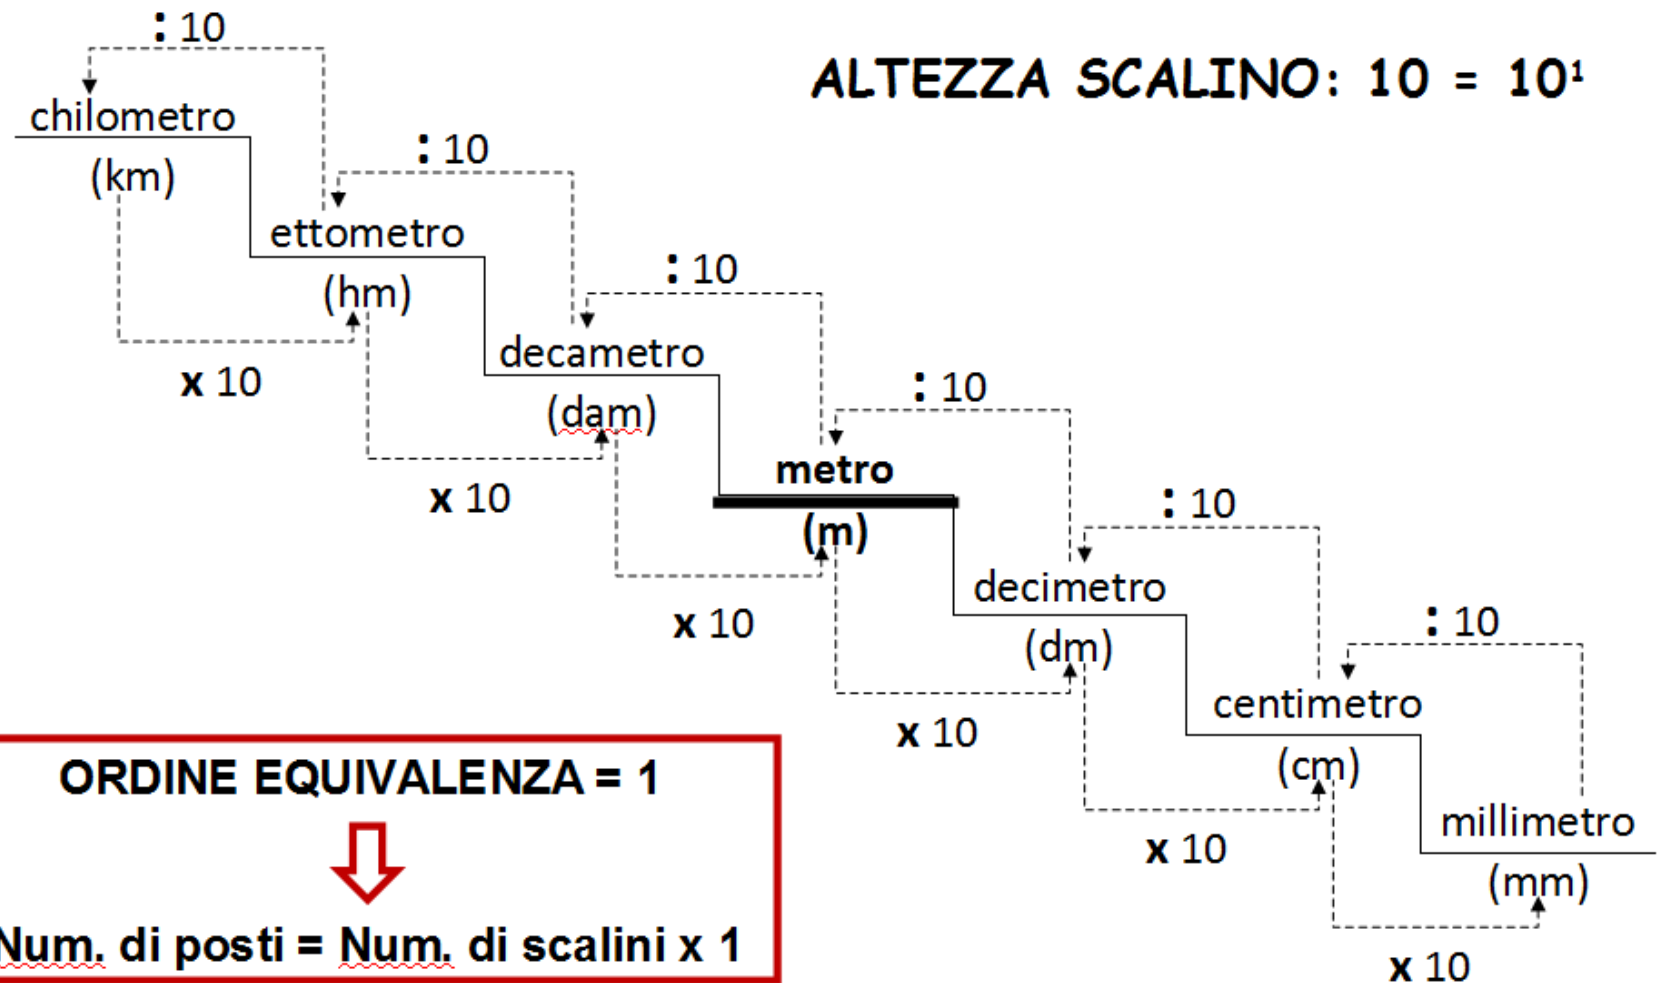 : 10
ALTEZZA SCALINO: 10 = 10¹
chilometro
(km)
: 10
ettometro
(hm)
: 10
x 10
decametro
(dam)
: 10
x 10
metro
(m)
: 10
x 10
decimetro
(dm)
: 10
x 10
centimetro
(cm)
x 10
millimetro
(mm)
x 10
ORDINE EQUIVALENZA = 1
Num. di posti = Num. di scalini x 1